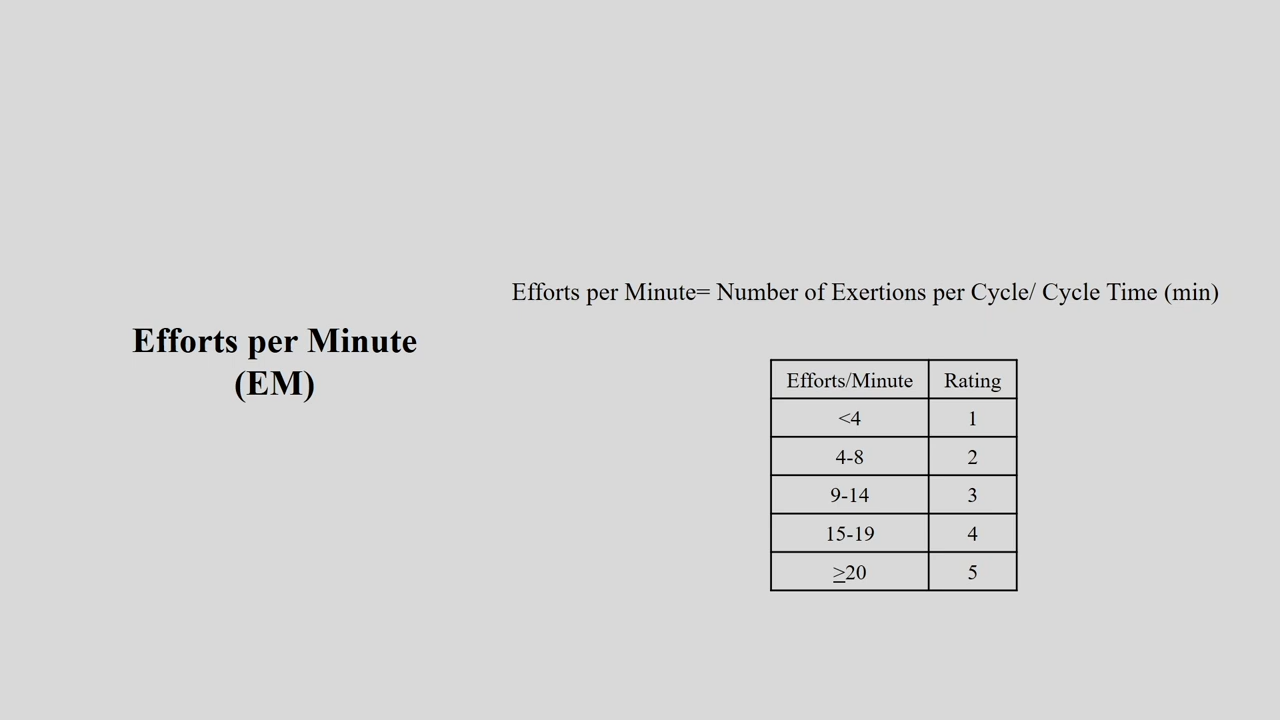 Efforts per Minute
(EM)
Efforts per Minute= Number of Exertions per Cycle/ Cycle Time (min)
Efforts/Minute Rating
<4 1
4-8 2
9-14 3
15-19 4
≥20 5